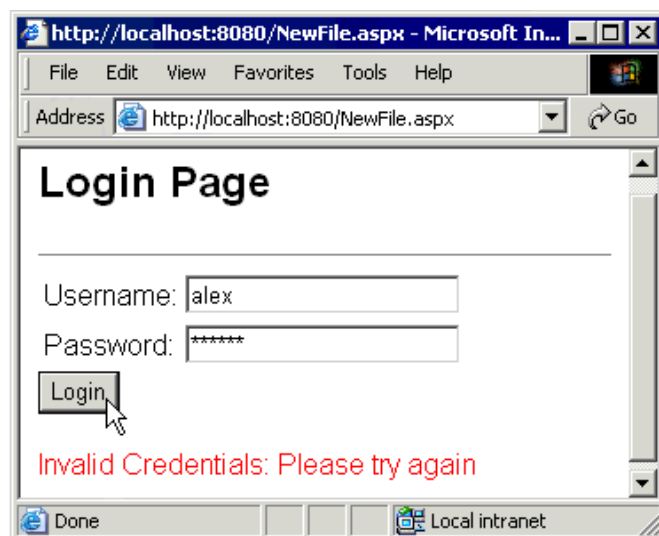 http://localhost:8080/NewFile.aspx - Microsoft In...
File Edit View Favorites Tools Help
Address http://localhost:8080/NewFile.aspx Go
Login Page
Username: alex
Password: ******
Login
Invalid Credentials: Please try again
Done Local intranet